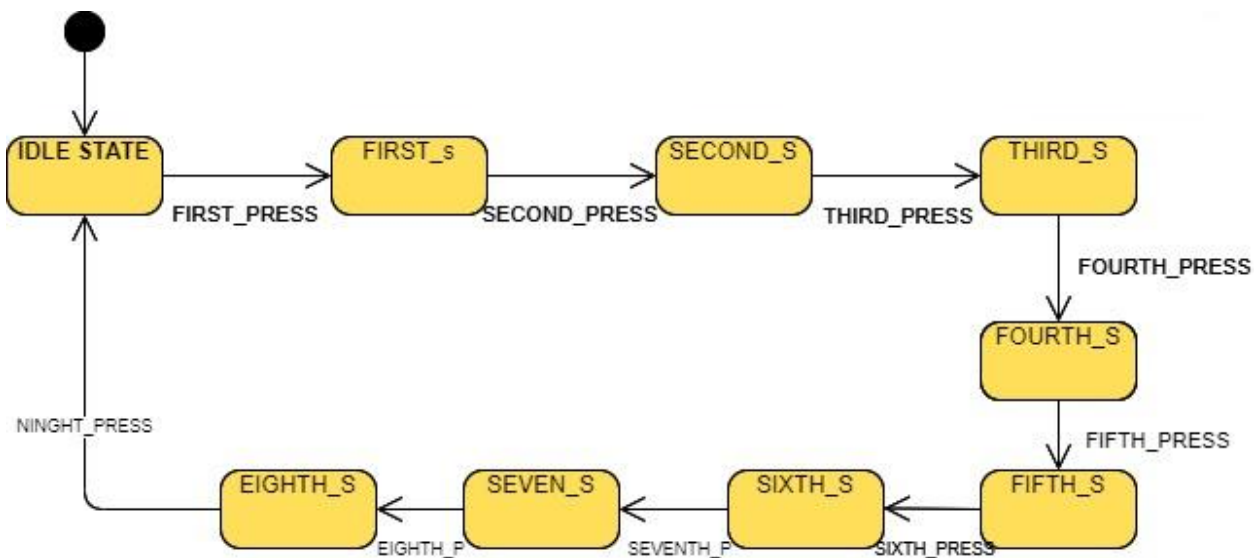 IDLE STATE
FIRST_s
SECOND_S
THIRD_S
FIRST_PRESS
SECOND_PRESS
THIRD_PRESS
FOURTH_PRESS
FOURTH_S
NINGHT_PRESS
FIFTH_PRESS
EIGHTH_S
SEVEN_S
SIXTH_S
FIFTH_S
EIGHTH_P
SEVENTH_P
SIXTH_PRESS